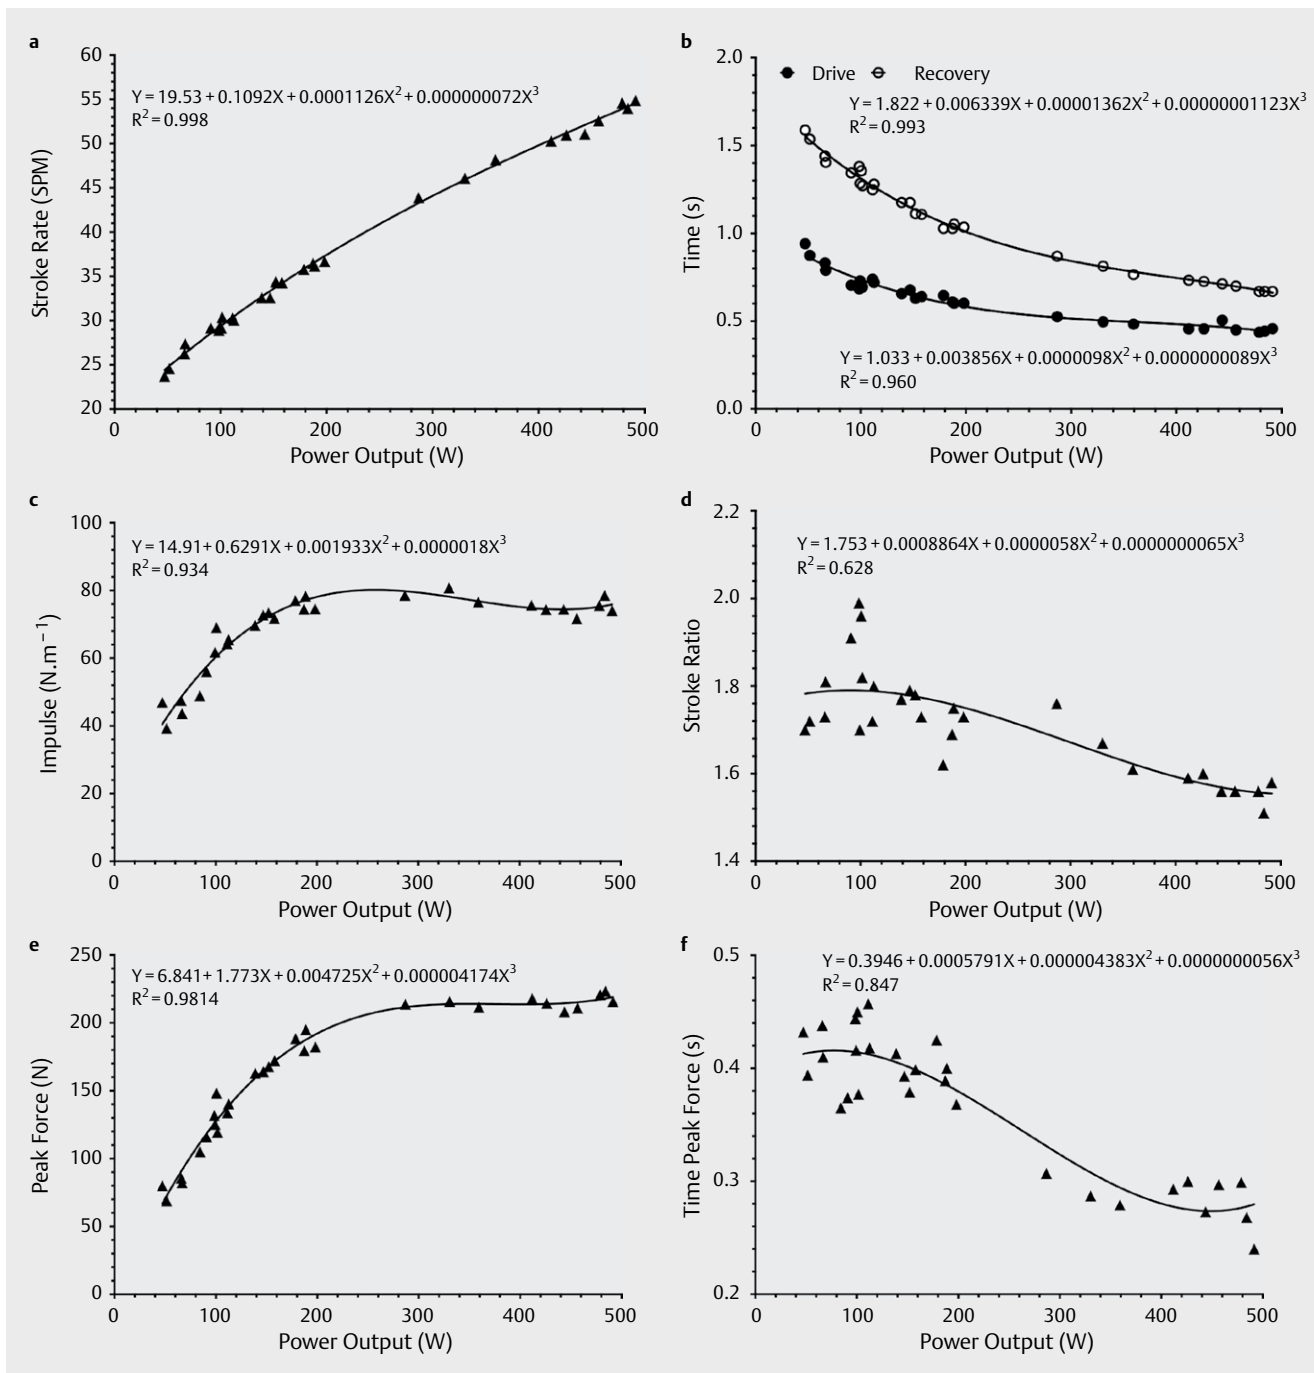 a
60
55
50
45
40
35
30
25
20
Stroke Rate (SPM)
Y = 19.53 + 0.1092X + 0.0001126X² + 0.000000072X³
R² = 0.998
0 100 200 300 400 500
Power Output (W)
b
2.0
1.5
1.0
0.5
0.0
Time (s)
Drive Recovery
Y = 1.822 + 0.006339X + 0.00001362X² + 0.00000001123X³
R² = 0.993
Y = 1.033 + 0.003856X + 0.0000098X² + 0.0000000089X³
R² = 0.960
0 100 200 300 400 500
Power Output (W)
c
100
80
60
40
20
0
Impulse (N.m⁻¹)
Y = 14.91 + 0.6291X + 0.001933X² + 0.0000018X³
R² = 0.934
0 100 200 300 400 500
Power Output (W)
d
2.2
2.0
1.8
1.6
1.4
Stroke Ratio
Y = 1.753 + 0.0008864X + 0.0000058X² + 0.0000000065X³
R² = 0.628
0 100 200 300 400 500
Power Output (W)
e
250
200
150
100
50
0
Peak Force (N)
Y = 6.841 + 1.773X + 0.004725X² + 0.000004174X³
R² = 0.9814
0 100 200 300 400 500
Power Output (W)
f
0.5
0.4
0.3
0.2
Time Peak Force (s)
Y = 0.3946 + 0.0005791X + 0.000004383X² + 0.0000000056X³
R² = 0.847
0 100 200 300 400 500
Power Output (W)